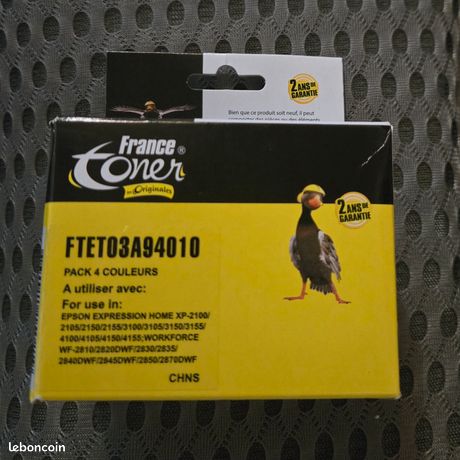 2 ANS DE
GARANTIE
Bien que ce produit soit neuf, il peut
France
toner®
les Originales
2 ANS DE
GARANTIE
FTET03A94010
PACK 4 COULEURS
A utiliser avec:
For use in:
EPSON EXPRESSION HOME XP-2100/
2105/2150/2155/3100/3105/3150/3155/
4100/4105/4150/4155;WORKFORCE
WF-2810/2820DWF/2830/2835/
2840DWF/2845DWF/2850/2870DWF
CHNS
leboncoin